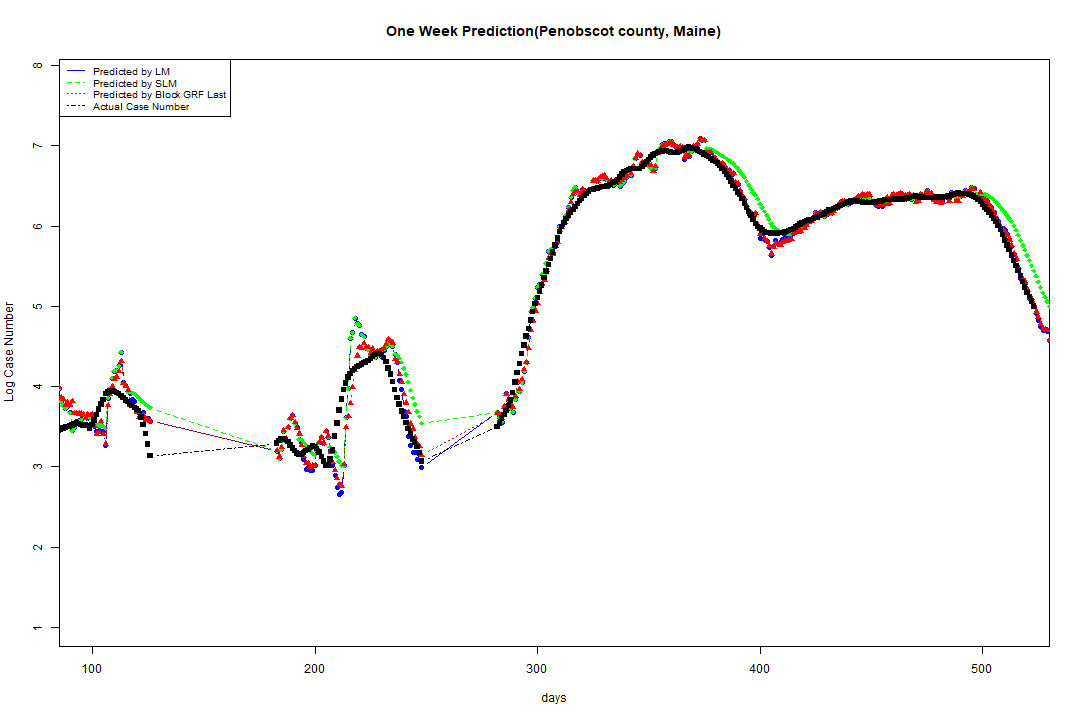 One Week Prediction(Penobscot county, Maine)
Predicted by LM
Predicted by SLM
Predicted by Block GRF Last
Actual Case Number
8
7
6
5
4
3
2
1
Log Case Number
100 200 300 400 500
days